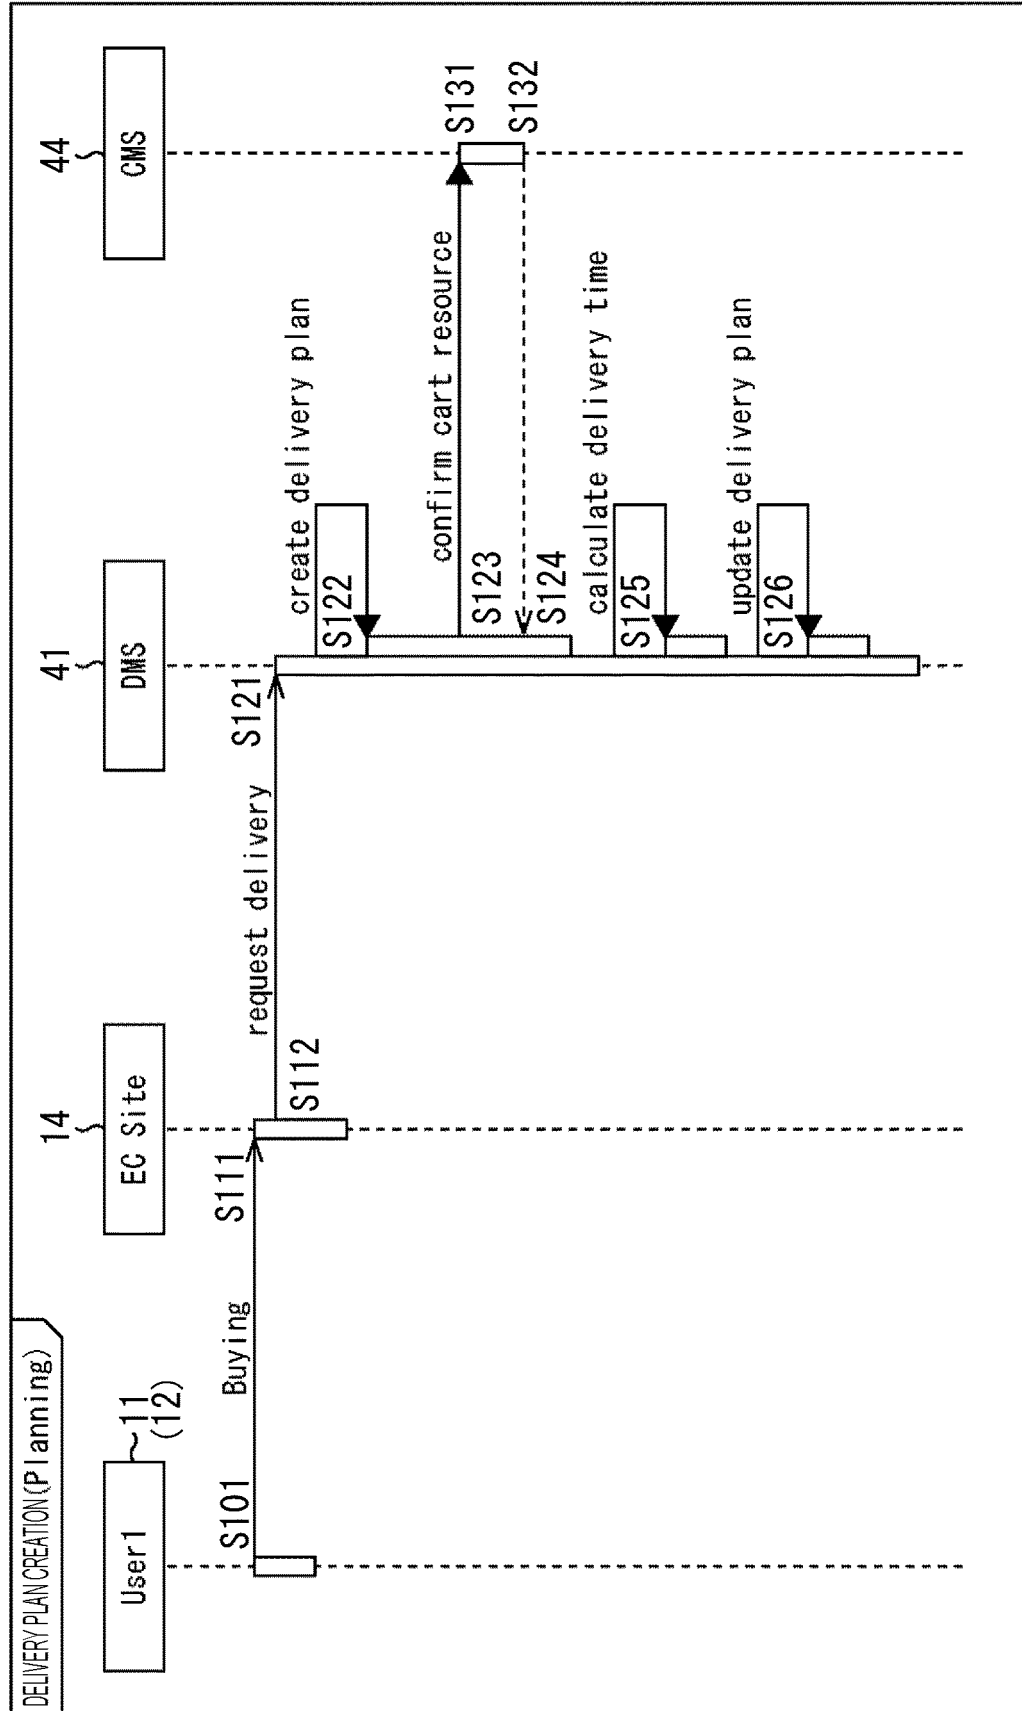 DELIVERY PLAN CREATION(Planning)
User1
11
(12)
EC Site
14
DMS
41
CMS
44
S101
Buying
S111
S112
request delivery
S121
create delivery plan
S122
confirm cart resource
S123
S131
S132
S124
calculate delivery time
S125
update delivery plan
S126